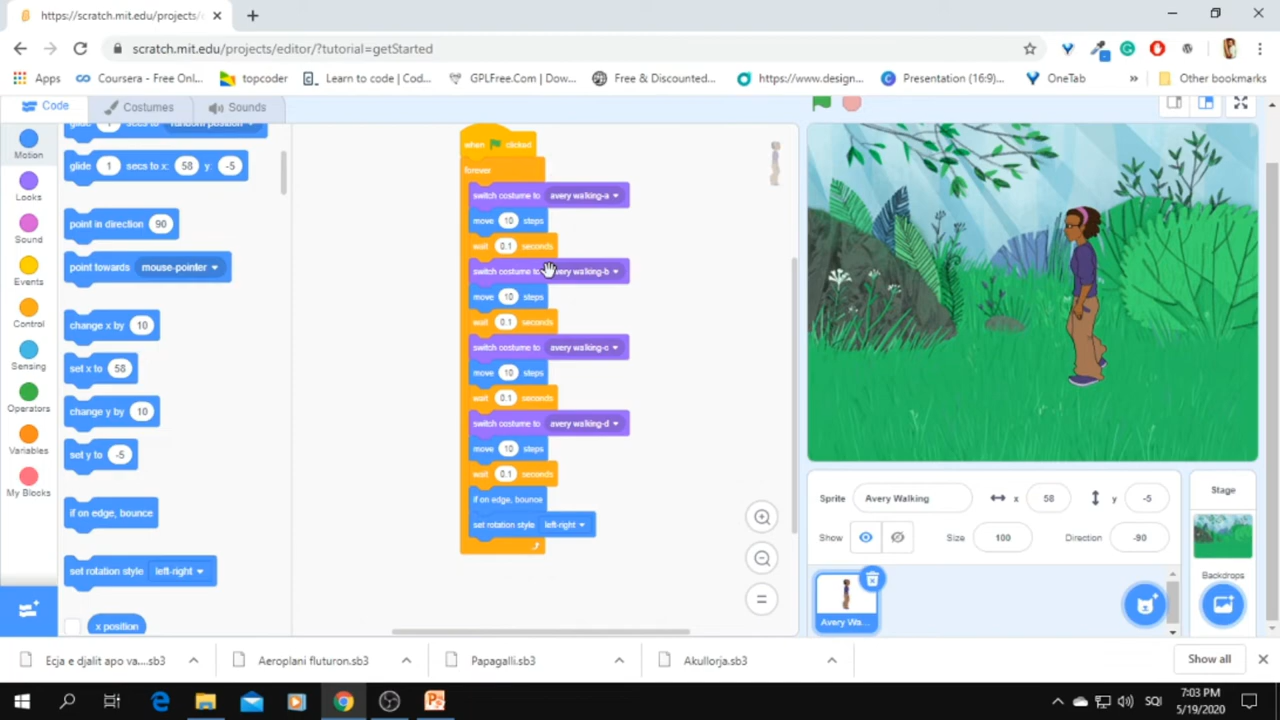 https://scratch.mit.edu/projects/
scratch.mit.edu/projects/editor/?tutorial=getStarted
Apps Coursera - Free Onl... topcoder Learn to code | Cod... GPLFree.Com | Dow... Free & Discounted... https://www.design... Presentation (16:9)... OneTab » Other bookmarks
Code Costumes Sounds
Motion
Looks
Sound
Events
Control
Sensing
Operators
Variables
My Blocks
glide 1 secs to random position
glide 1 secs to x: 58 y: -5
point in direction 90
point towards mouse-pointer
change x by 10
set x to 58
change y by 10
set y to -5
if on edge, bounce
set rotation style left-right
x position
when clicked
forever
switch costume to avery walking-a
move 10 steps
wait 0.1 seconds
switch costume to avery walking-b
move 10 steps
wait 0.1 seconds
switch costume to avery walking-c
move 10 steps
wait 0.1 seconds
switch costume to avery walking-d
move 10 steps
wait 0.1 seconds
if on edge, bounce
set rotation style left-right
Sprite Avery Walking x 58 y -5
Show Size 100 Direction -90
Avery Wa...
Stage
Backdrops
Ecja e djalit apo va....sb3 Aeroplani fluturon.sb3 Papagalli.sb3 Akullorja.sb3 Show all
SQI 7:03 PM
5/19/2020